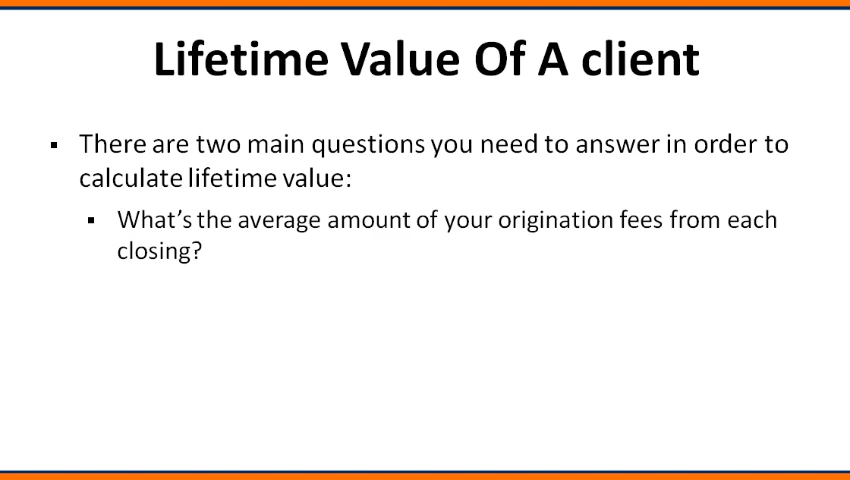 Lifetime Value Of A client
▪ There are two main questions you need to answer in order to
calculate lifetime value:
▪ What’s the average amount of your origination fees from each
closing?